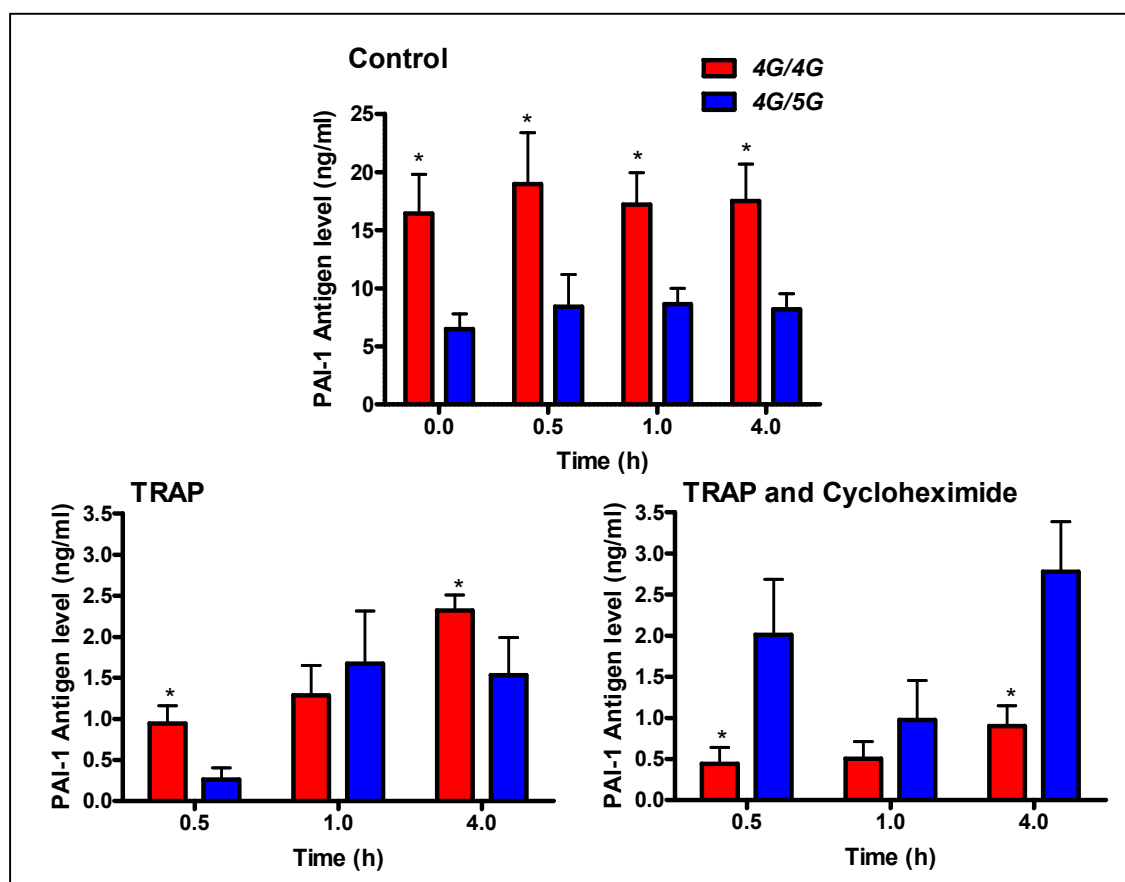 Control
4G/4G
4G/5G
PAI-1 Antigen level (ng/ml)
25
20
15
10
5
0
* * * *
0.0 0.5 1.0 4.0
Time (h)
TRAP
PAI-1 Antigen level (ng/ml)
3.5
3.0
2.5
2.0
1.5
1.0
0.5
0.0
* *
0.5 1.0 4.0
Time (h)
TRAP and Cycloheximide
PAI-1 Antigen level (ng/ml)
3.5
3.0
2.5
2.0
1.5
1.0
0.5
0.0
* *
0.5 1.0 4.0
Time (h)